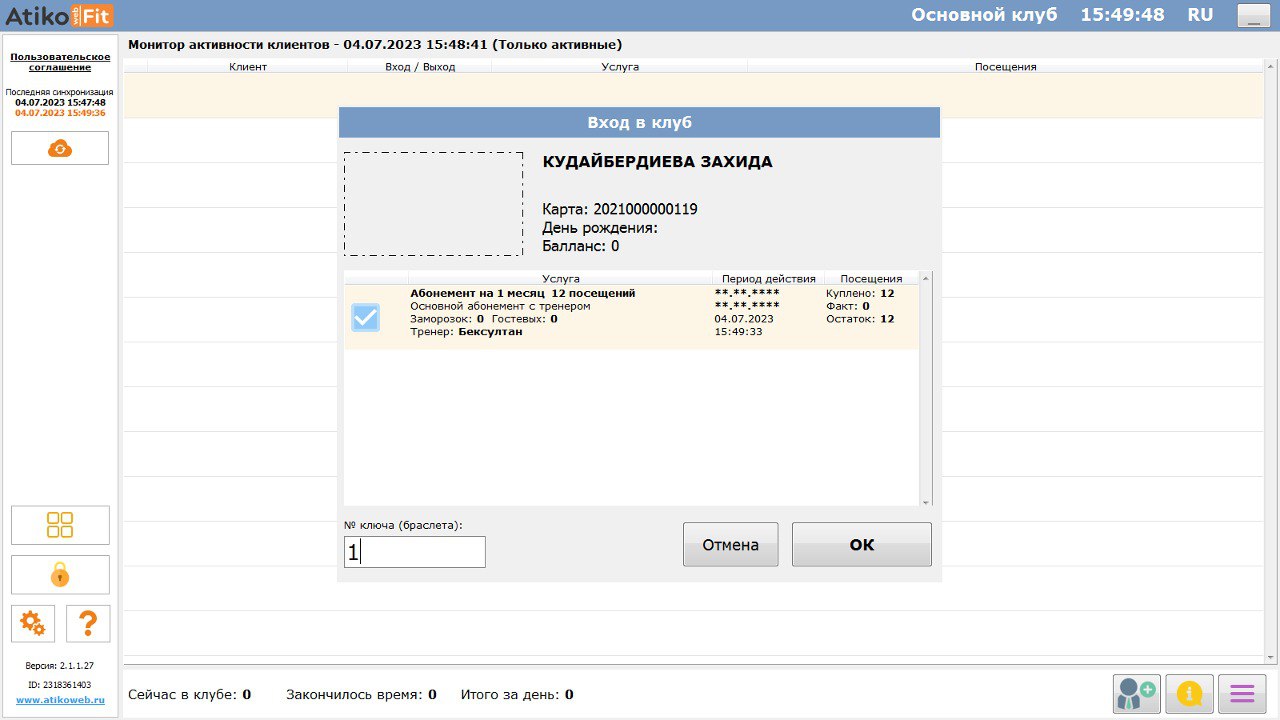 Atiko web Fit
Основной клуб 15:49:48 RU
Пользовательское
соглашение
Последняя синхронизация
04.07.2023 15:47:48
04.07.2023 15:49:36
Версия: 2.1.1.27
ID: 2318361403
www.atikoweb.ru
Монитор активности клиентов - 04.07.2023 15:48:41 (Только активные)
Клиент Вход / Выход Услуга Посещения
Вход в клуб
КУДАЙБЕРДИЕВА ЗАХИДА
Карта: 2021000000119
День рождения:
Балланс: 0
Услуга Период действия Посещения
Абонемент на 1 месяц 12 посещений **.**.**** Куплено: 12
Основной абонемент с тренером **.**.**** Факт: 0
Заморозок: 0 Гостевых: 0 04.07.2023 Остаток: 12
Тренер: Бексултан 15:49:33
№ ключа (браслета):
1
Отмена ОК
Сейчас в клубе: 0 Закончилось время: 0 Итого за день: 0